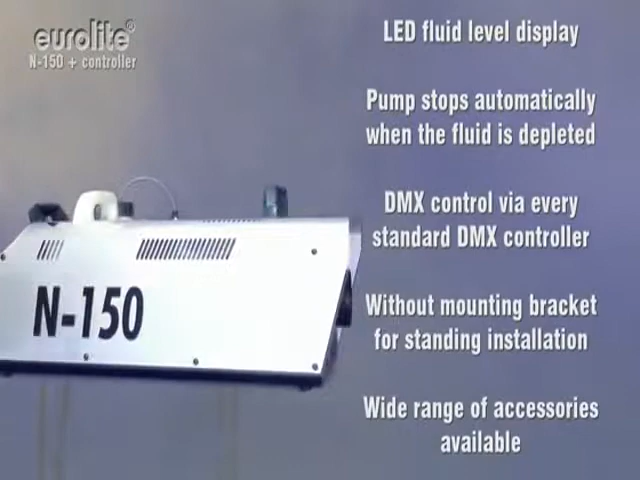 eurolite®
N-150 + controller
LED fluid level display
Pump stops automatically
when the fluid is depleted
DMX control via every
standard DMX controller
N-150
Without mounting bracket
for standing installation
Wide range of accessories
available